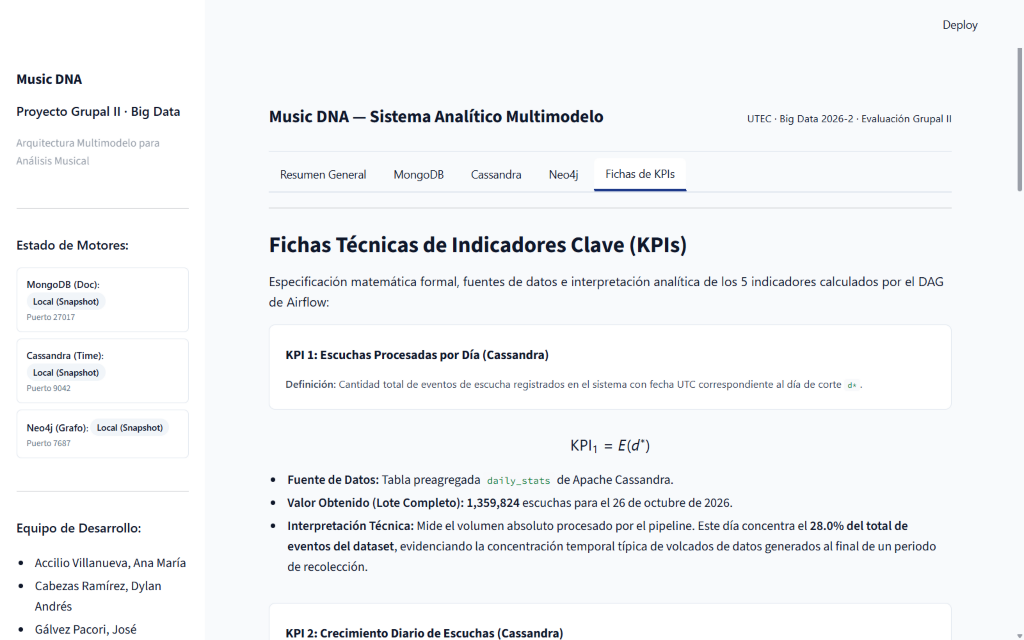 Deploy
Music DNA
Proyecto Grupal II · Big Data
Arquitectura Multimodelo para
Análisis Musical
Estado de Motores:
MongoDB (Doc):
Local (Snapshot)
Puerto 27017
Cassandra (Time):
Local (Snapshot)
Puerto 9042
Neo4j (Grafo): Local (Snapshot)
Puerto 7687
Equipo de Desarrollo:
Accilio Villanueva, Ana María
Cabezas Ramírez, Dylan
Andrés
Gálvez Pacori, José
Music DNA — Sistema Analítico Multimodelo
UTEC · Big Data 2026-2 · Evaluación Grupal II
Resumen General MongoDB Cassandra Neo4j Fichas de KPIs
Fichas Técnicas de Indicadores Clave (KPIs)
Especificación matemática formal, fuentes de datos e interpretación analítica de los 5 indicadores calculados por el DAG
de Airflow:
KPI 1: Escuchas Procesadas por Día (Cassandra)
Definición: Cantidad total de eventos de escucha registrados en el sistema con fecha UTC correspondiente al día de corte d*.
KPI₁ = E(d*)
Fuente de Datos: Tabla preagregada daily_stats de Apache Cassandra.
Valor Obtenido (Lote Completo): 1,359,824 escuchas para el 26 de octubre de 2026.
Interpretación Técnica: Mide el volumen absoluto procesado por el pipeline. Este día concentra el 28.0% del total de
eventos del dataset, evidenciando la concentración temporal típica de volcados de datos generados al final de un periodo
de recolección.
KPI 2: Crecimiento Diario de Escuchas (Cassandra)